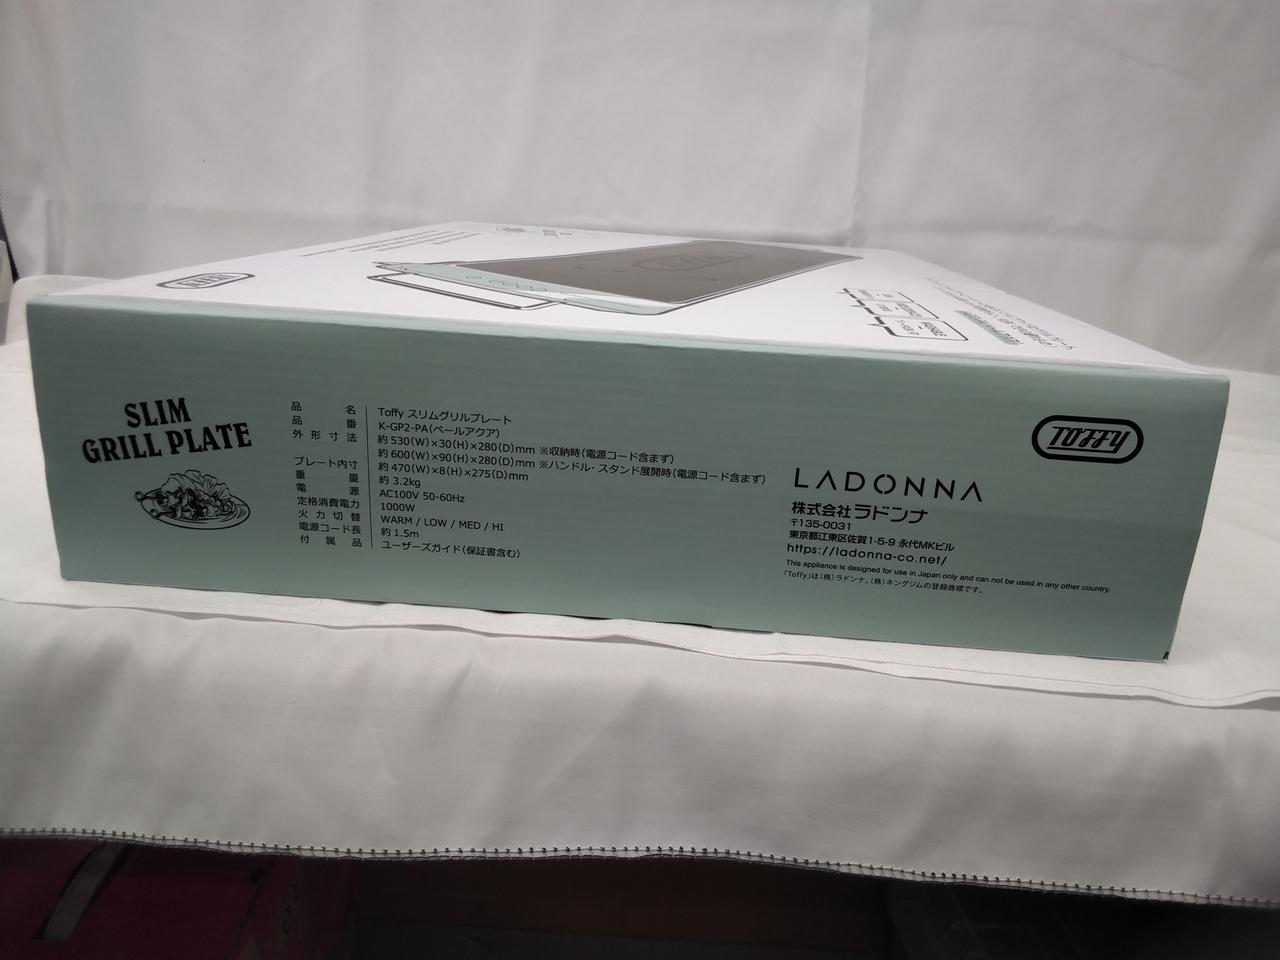 TOFFY
SLIM
GRILL PLATE
品 名 Toffy スリムグリルプレート
品 番 K-GP2-PA(ペールアクア)
外形寸法 約530(W)×30(H)×280(D)mm ※収納時(電源コード含まず)
約600(W)×90(H)×280(D)mm ※ハンドル・スタンド展開時(電源コード含まず)
プレート内寸 約470(W)×8(H)×275(D)mm
重 量 約3.2kg
電 源 AC100V 50-60Hz
定格消費電力 1000W
火力切替 WARM / LOW / MED / HI
電源コード長 約1.5m
付属品 ユーザーズガイド(保証書含む)
TOFFY
LADONNA
株式会社ラドンナ
〒135-0031
東京都江東区佐賀1-5-9 永代MKビル
https://ladonna-co.net/
This appliance is designed for use in Japan only and can not be used in any other country.
「Toffy」は(株)ラドンナ、(株)キングジムの登録商標です。